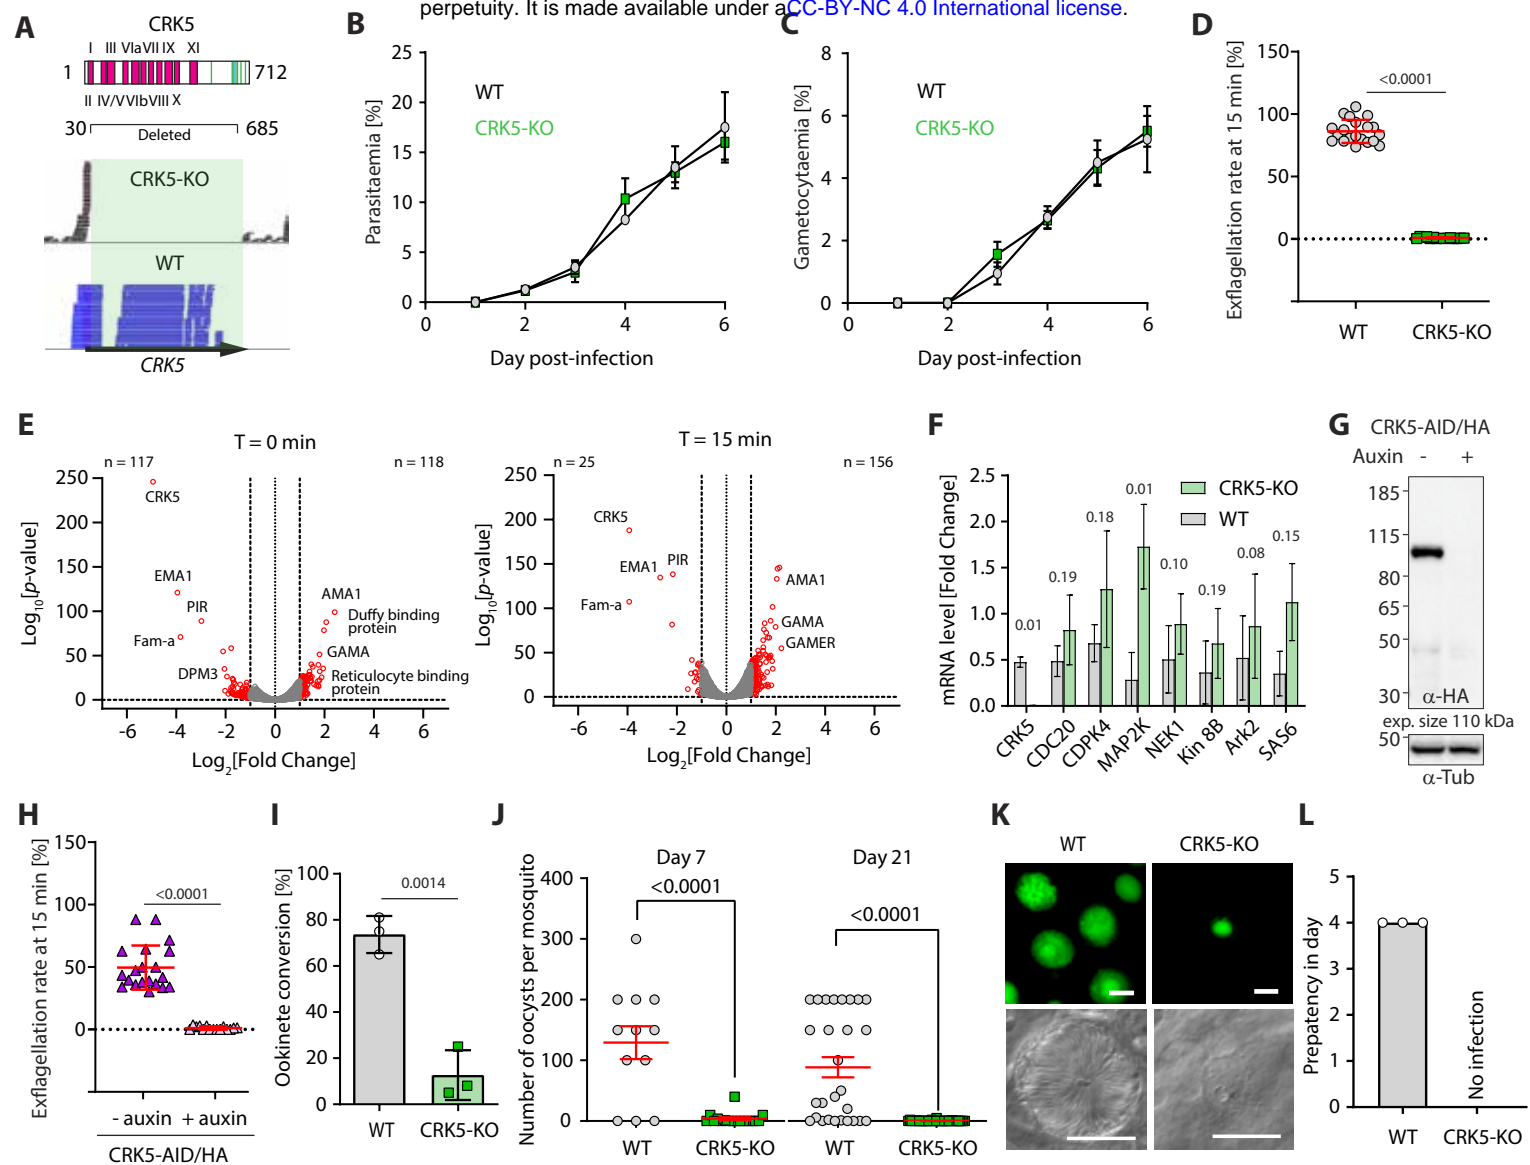 perpetuity. It is made available under aCC-BY-NC 4.0 International license.
A
CRK5
I III VIa VII IX XI
1 712
II IV/V VIb VIII X
30 685
Deleted
CRK5-KO
WT
CRK5
B
Parasitaemia [%]
25
20
15
10
5
0
WT
CRK5-KO
0 2 4 6
Day post-infection
C
Gametocytaemia [%]
8
6
4
2
0
WT
CRK5-KO
0 2 4 6
Day post-infection
D
Exflagellation rate at 15 min [%]
150
100
50
0
<0.0001
WT CRK5-KO
E
T = 0 min
n = 117 n = 118
Log10[p-value]
250
200
150
100
50
0
CRK5
EMA1
PIR
Fam-a
DPM3
AMA1
Duffy binding
protein
GAMA
Reticulocyte binding
protein
-6 -4 -2 0 2 4 6
Log2[Fold Change]
T = 15 min
n = 25 n = 156
Log10[p-value]
250
200
150
100
50
0
CRK5
EMA1 PIR
Fam-a
AMA1
GAMA
GAMER
-6 -4 -2 0 2 4 6
Log2[Fold Change]
F
mRNA level [Fold Change]
2.5
2.0
1.5
1.0
0.5
0.0
CRK5-KO
WT
0.01
0.19
0.18
0.01
0.10
0.19
0.08
0.15
CRK5
CDC20
CDPK4
MAP2K
NEK1
Kin 8B
Ark2
SAS6
G
CRK5-AID/HA
Auxin - +
185
115
80
65
50
30
α-HA
exp. size 110 kDa
50
α-Tub
H
Exflagellation rate at 15 min [%]
150
100
50
0
<0.0001
- auxin + auxin
CRK5-AID/HA
I
Ookinete conversion [%]
100
80
60
40
20
0
0.0014
WT CRK5-KO
J
Number of oocysts per mosquito
400
300
200
100
0
Day 7
<0.0001
WT CRK5-KO
Day 21
<0.0001
WT CRK5-KO
K
WT CRK5-KO
L
Prepatency in day
5
4
3
2
1
0
No infection
WT CRK5-KO